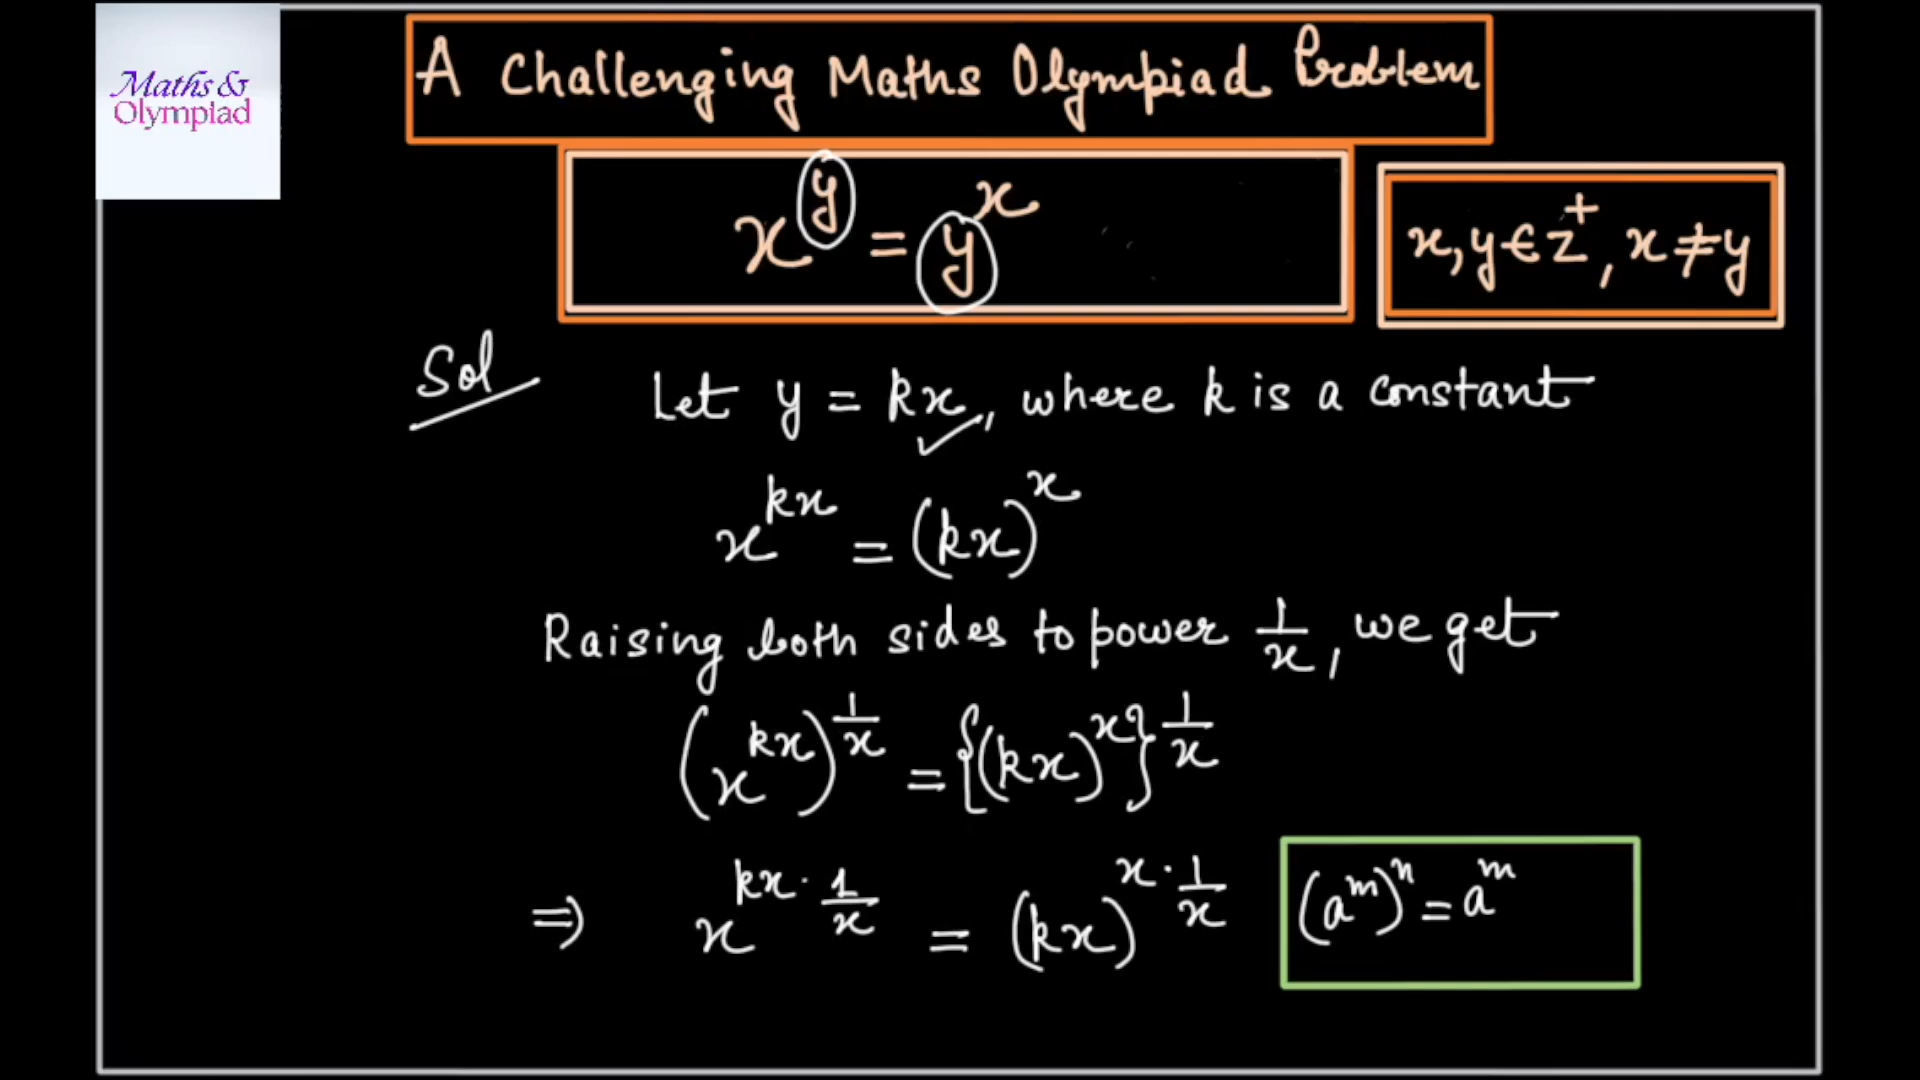 Maths &
Olympiad
A Challenging Maths Olympiad Problem
x^y = y^x
x, y ∈ z^+, x ≠ y
Sol
Let y = kx, where k is a constant
x^{kx} = (kx)^x
Raising both sides to power 1/x, we get
(x^{kx})^{1/x} = {(kx)^x}^{1/x}
⇒ x^{kx · 1/x} = (kx)^{x · 1/x}
(a^m)^n = a^m